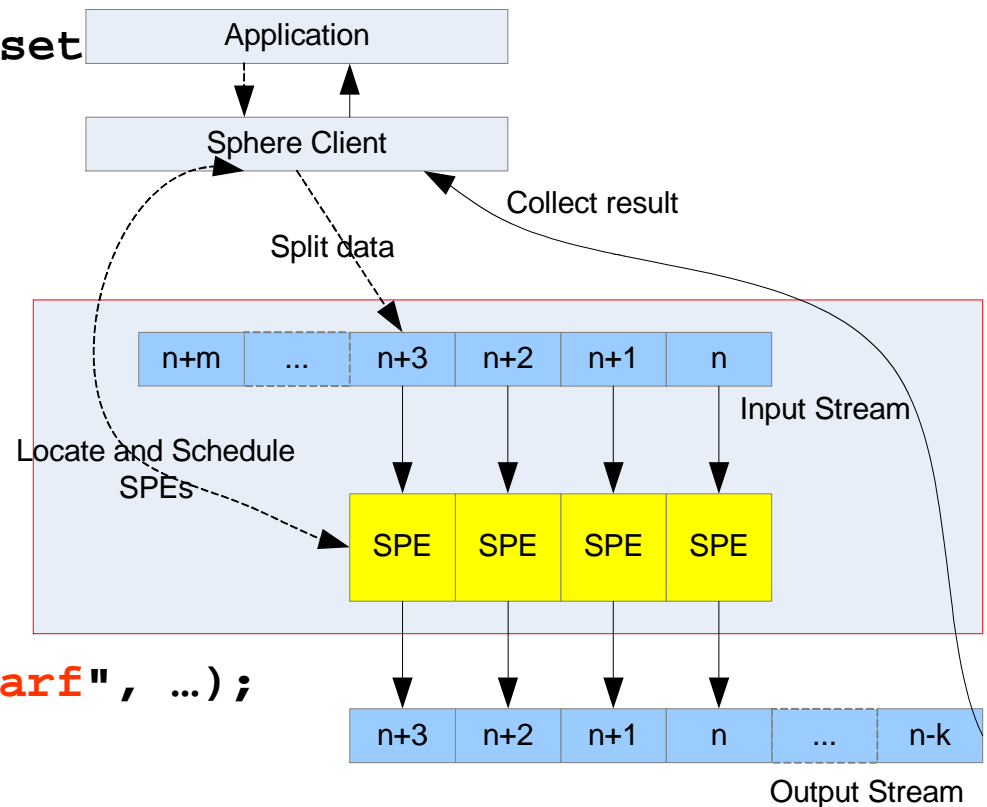 set
Application
Sphere Client
Collect result
Split data
n+m ... n+3 n+2 n+1 n
Input Stream
Locate and Schedule
SPEs
SPE SPE SPE SPE
arf", …);
n+3 n+2 n+1 n ... n-k
Output Stream